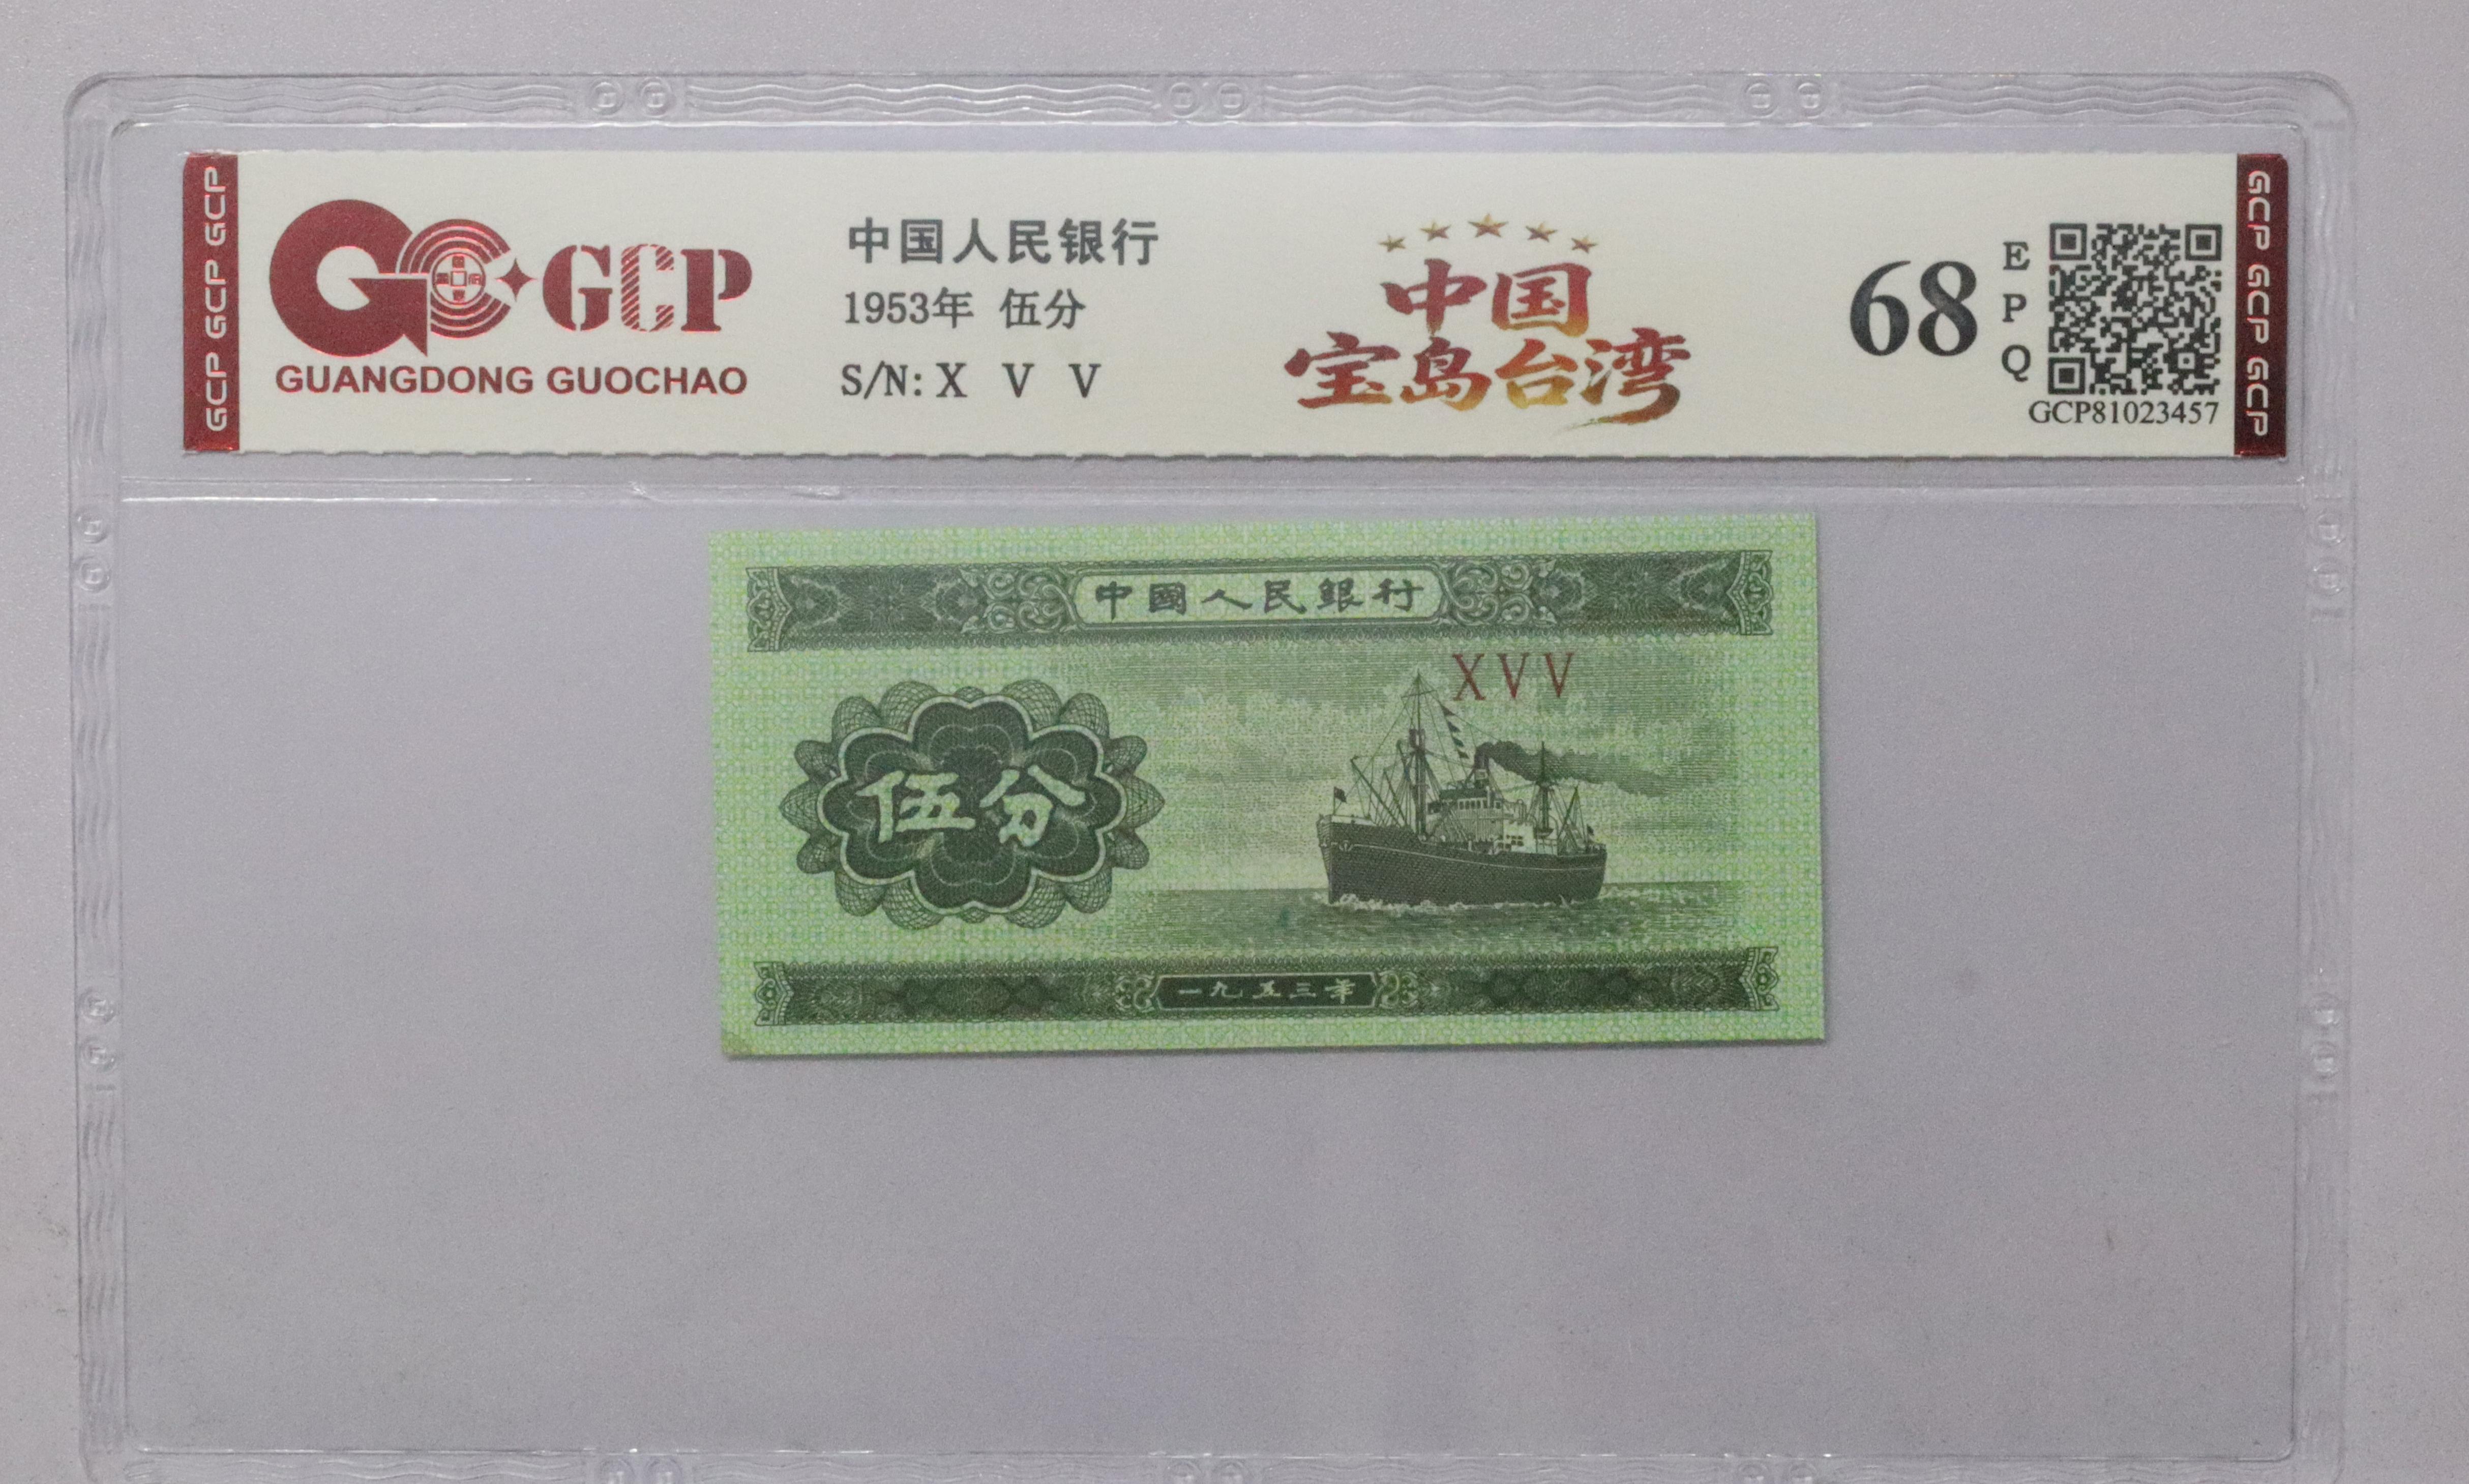 GCP GCP GCP
GCP
GUANGDONG GUOCHAO
中国人民银行
1953年 伍分
S/N: X V V
中国
宝岛台湾
68
EPQ
GCP81023457
GCP GCP GCP
中國人民銀行
XVV
伍分
一九五三年